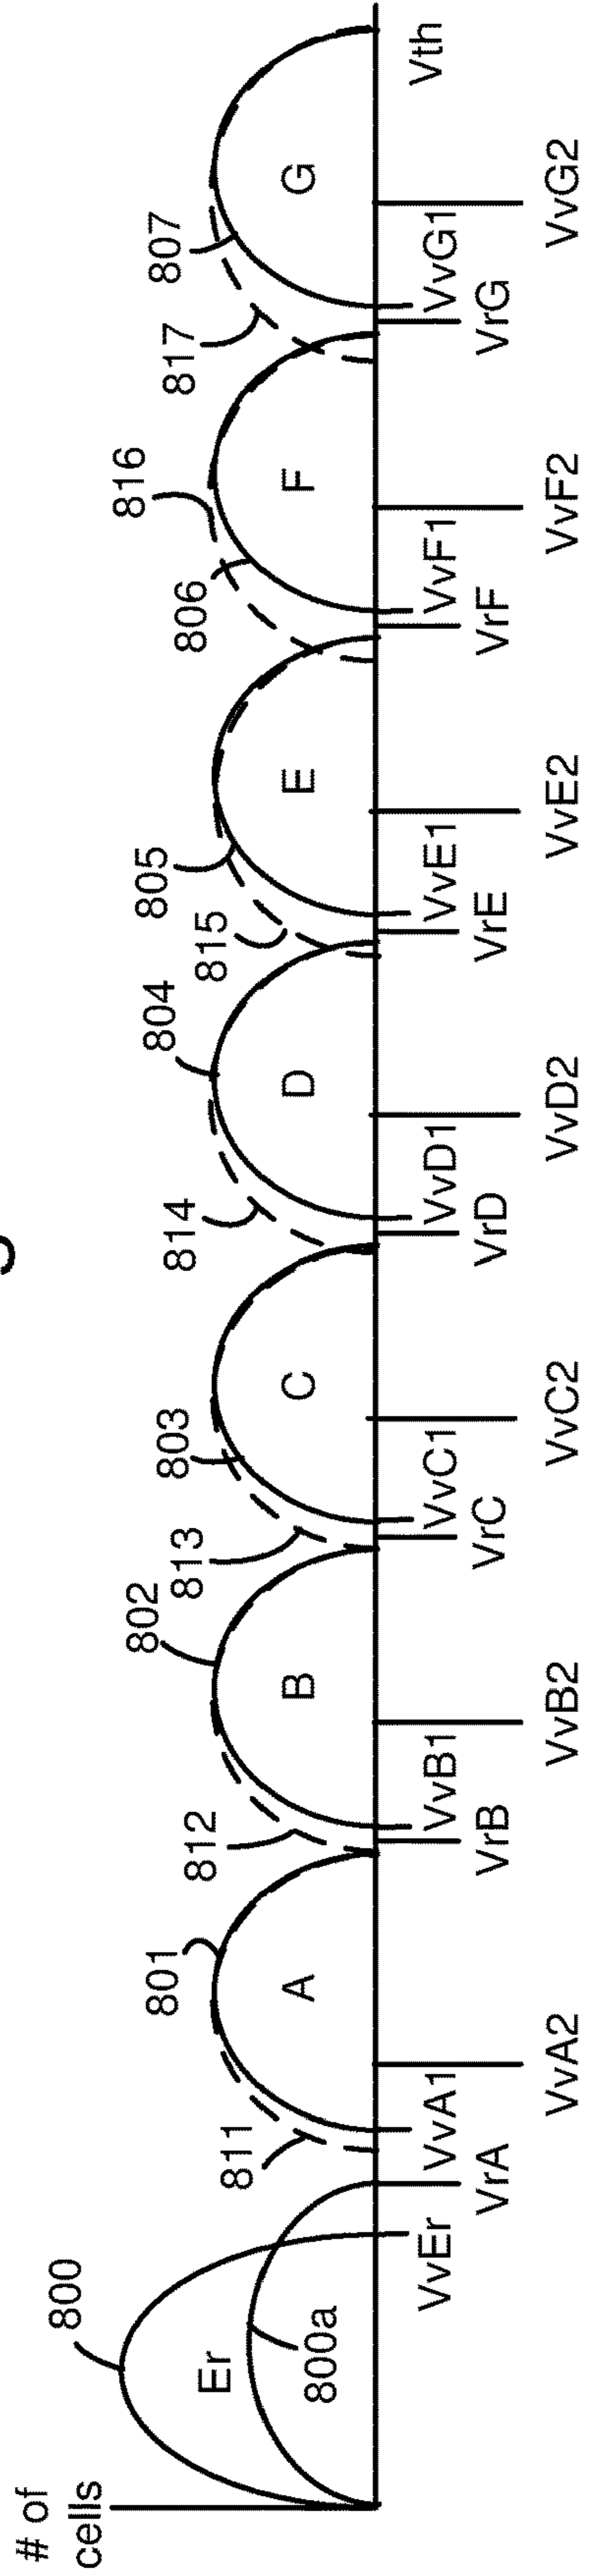 # of
cells
800
Er
800a
VvEr
811
801
A
VvA1
VrA
VvA2
812
802
B
VvB1
VrB
VvB2
813
803
C
VvC1
VrC
VvC2
814
804
D
VvD1
VrD
VvD2
815
805
E
VvE1
VrE
VvE2
806
816
F
VvF1
VrF
VvF2
817
807
G
VvG1
VrG
VvG2
Vth